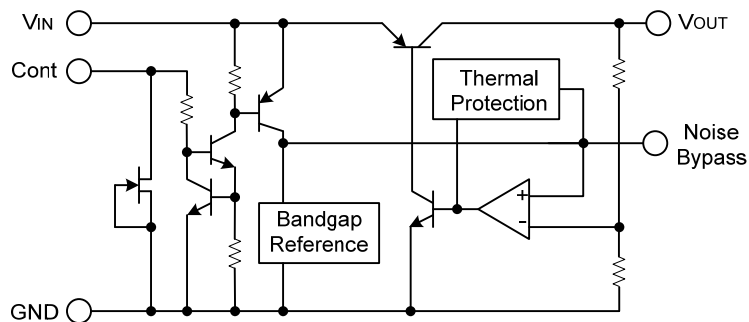 VIN
VOUT
Cont
Thermal
Protection
Noise
Bypass
+
-
Bandgap
Reference
GND